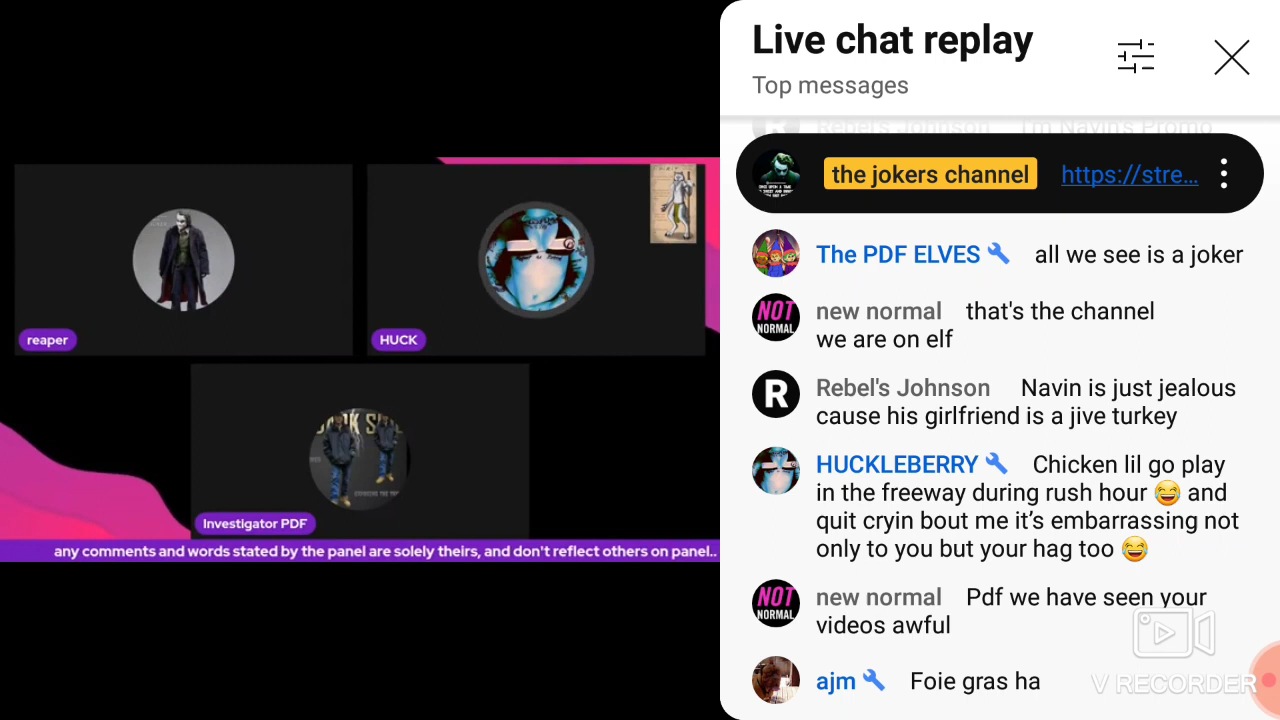 Live chat replay
Top messages
Rebel's Johnson I'm Navin's Promo
the jokers channel https://stre...
The PDF ELVES all we see is a joker
NOT NORMAL
new normal that's the channel
we are on elf
R
Rebel's Johnson Navin is just jealous
cause his girlfriend is a jive turkey
HUCKLEBERRY Chicken lil go play
in the freeway during rush hour 😂 and
quit cryin bout me it’s embarrassing not
only to you but your hag too 😂
NOT NORMAL
new normal Pdf we have seen your
videos awful
ajm Foie gras ha
reaper
HUCK
Investigator PDF
any comments and words stated by the panel are solely theirs, and don't reflect others on panel..
V RECORDER